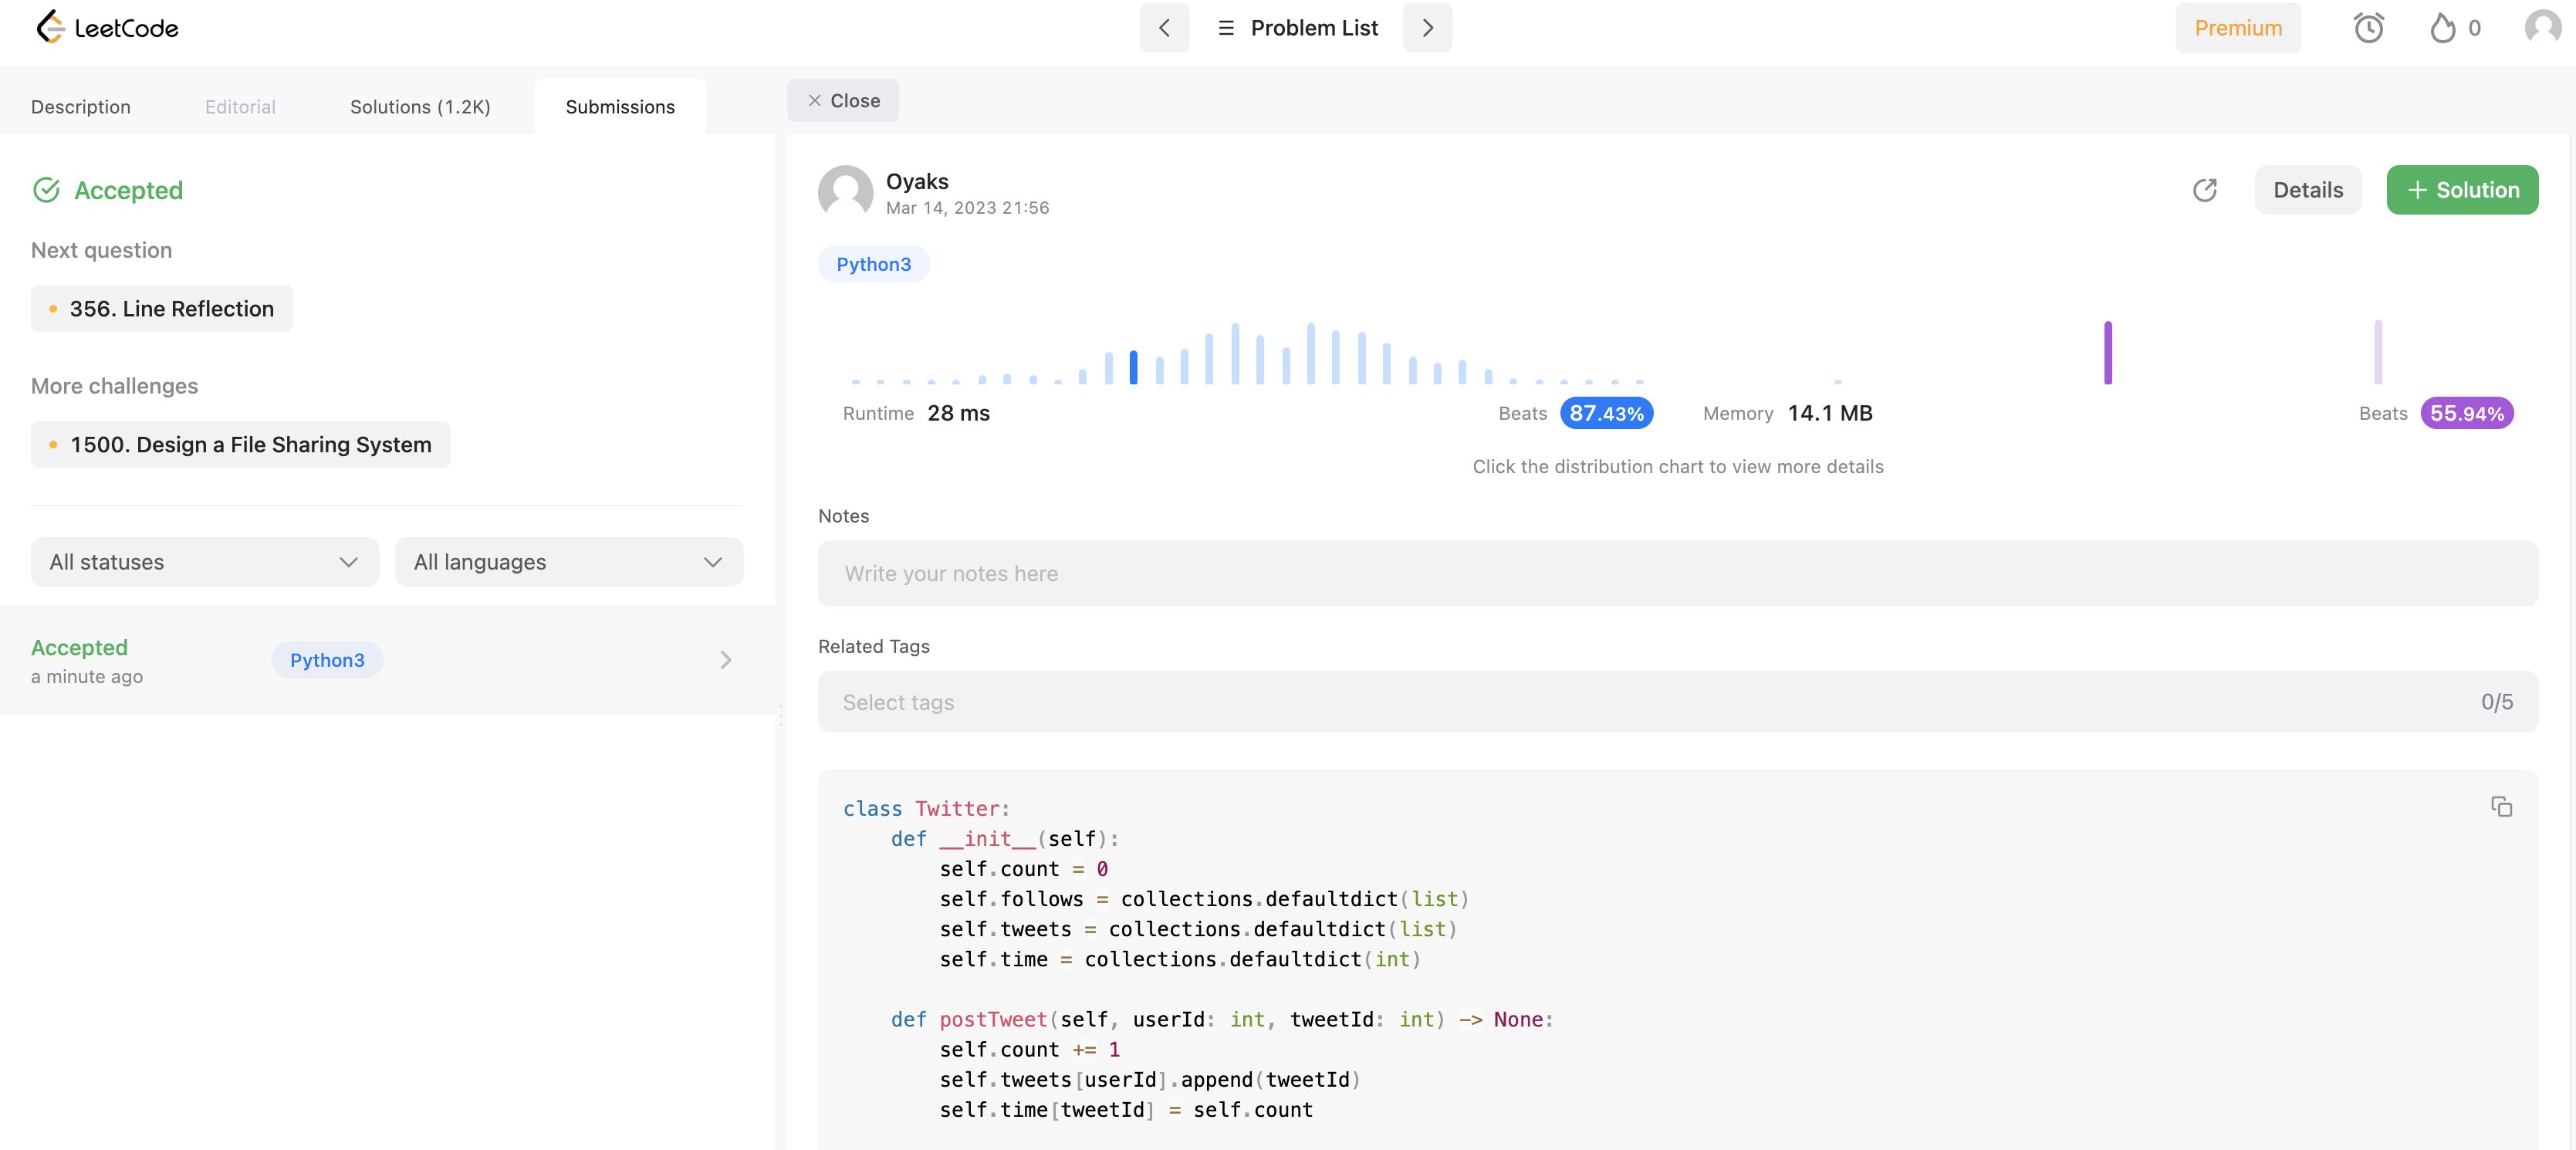 LeetCode
Problem List
Premium
0
Description
Editorial
Solutions (1.2K)
Submissions
Close
Accepted
Next question
356. Line Reflection
More challenges
1500. Design a File Sharing System
All statuses
All languages
Accepted
a minute ago
Python3
Oyaks
Mar 14, 2023 21:56
Details
+ Solution
Python3
Runtime 28 ms
Beats 87.43%
Memory 14.1 MB
Beats 55.94%
Click the distribution chart to view more details
Notes
Write your notes here
Related Tags
Select tags
0/5
class Twitter:
    def __init__(self):
        self.count = 0
        self.follows = collections.defaultdict(list)
        self.tweets = collections.defaultdict(list)
        self.time = collections.defaultdict(int)
    def postTweet(self, userId: int, tweetId: int) -> None:
        self.count += 1
        self.tweets[userId].append(tweetId)
        self.time[tweetId] = self.count